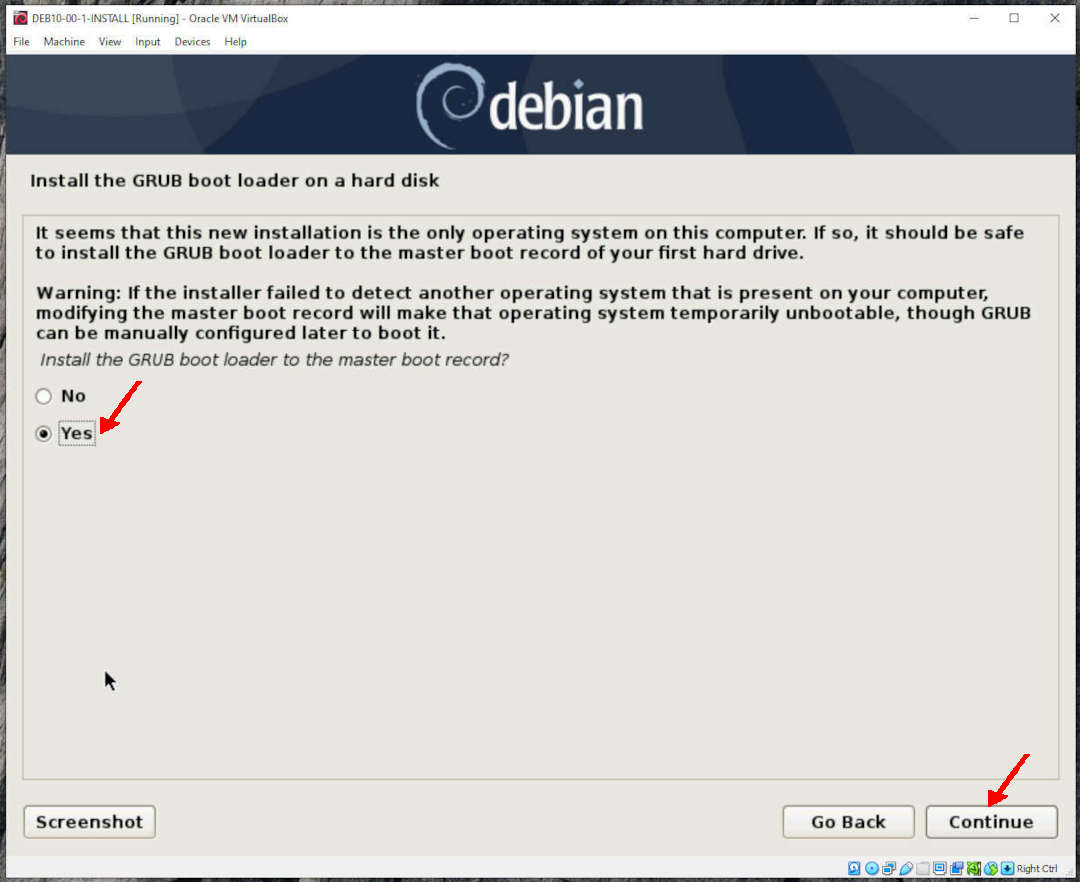 DEB10-00-1-INSTALL [Running] - Oracle VM VirtualBox
File Machine View Input Devices Help
debian
Install the GRUB boot loader on a hard disk
It seems that this new installation is the only operating system on this computer. If so, it should be safe
to install the GRUB boot loader to the master boot record of your first hard drive.
Warning: If the installer failed to detect another operating system that is present on your computer,
modifying the master boot record will make that operating system temporarily unbootable, though GRUB
can be manually configured later to boot it.
Install the GRUB boot loader to the master boot record?
No
Yes
Screenshot Go Back Continue
Right Ctrl